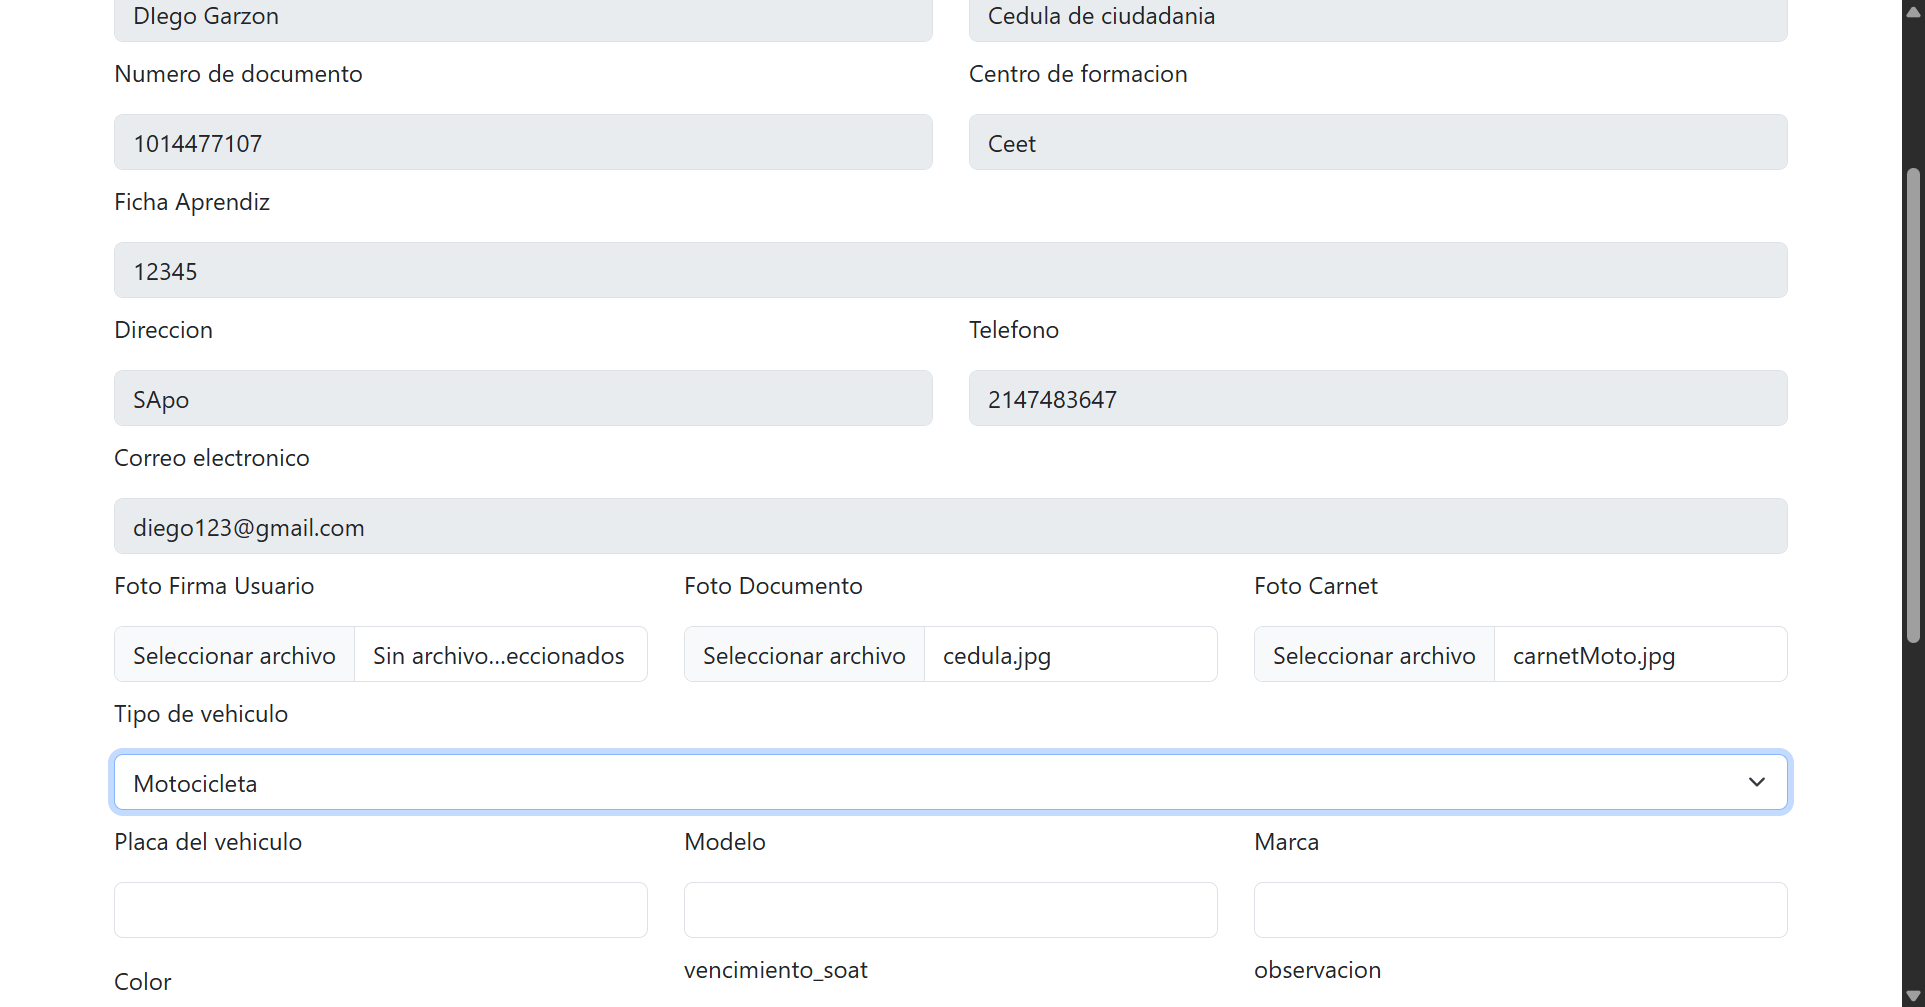 DIego Garzon
Cedula de ciudadania
Numero de documento
Centro de formacion
1014477107
Ceet
Ficha Aprendiz
12345
Direccion
Telefono
SApo
2147483647
Correo electronico
diego123@gmail.com
Foto Firma Usuario
Foto Documento
Foto Carnet
Seleccionar archivo Sin archivo...eccionados
Seleccionar archivo cedula.jpg
Seleccionar archivo carnetMoto.jpg
Tipo de vehiculo
Motocicleta
Placa del vehiculo
Modelo
Marca
Color
vencimiento_soat
observacion